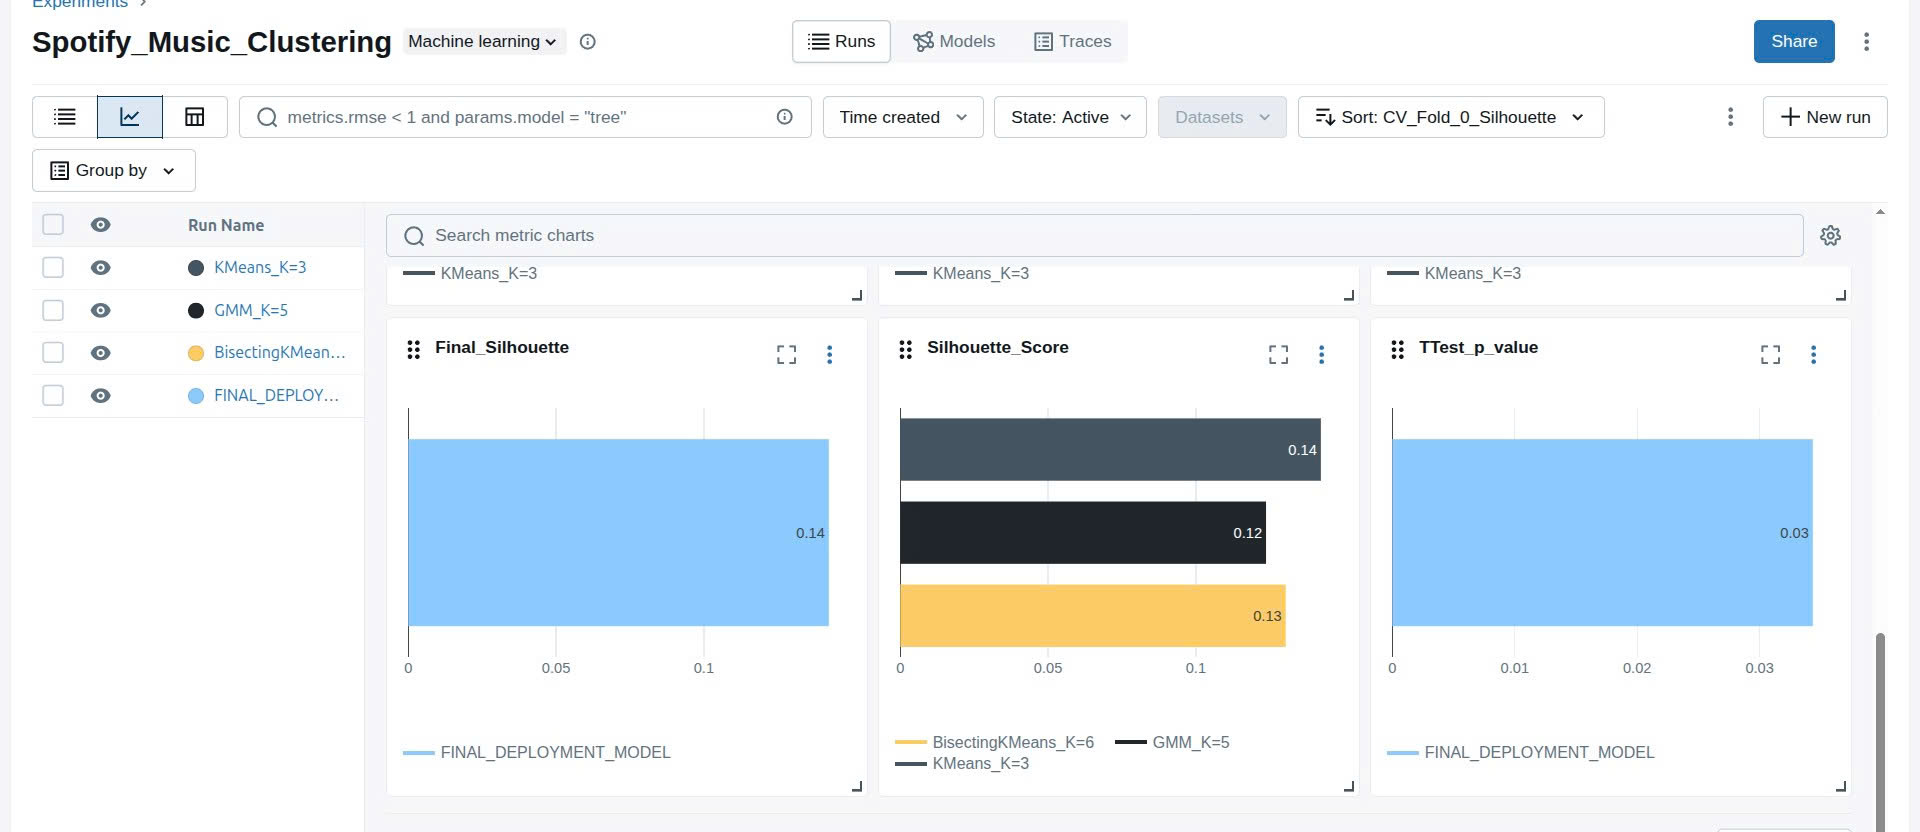 Experiments
Spotify_Music_Clustering Machine learning Runs Models Traces Share
metrics.rmse < 1 and params.model = "tree" Time created State: Active Datasets Sort: CV_Fold_0_Silhouette New run
Group by
Run Name
KMeans_K=3
GMM_K=5
BisectingKMean...
FINAL_DEPLOY...
Search metric charts
KMeans_K=3 KMeans_K=3 KMeans_K=3
Final_Silhouette
0.14
0 0.05 0.1
FINAL_DEPLOYMENT_MODEL
Silhouette_Score
0.14
0.12
0.13
0 0.05 0.1
BisectingKMeans_K=6 GMM_K=5
KMeans_K=3
TTest_p_value
0.03
0 0.01 0.02 0.03
FINAL_DEPLOYMENT_MODEL